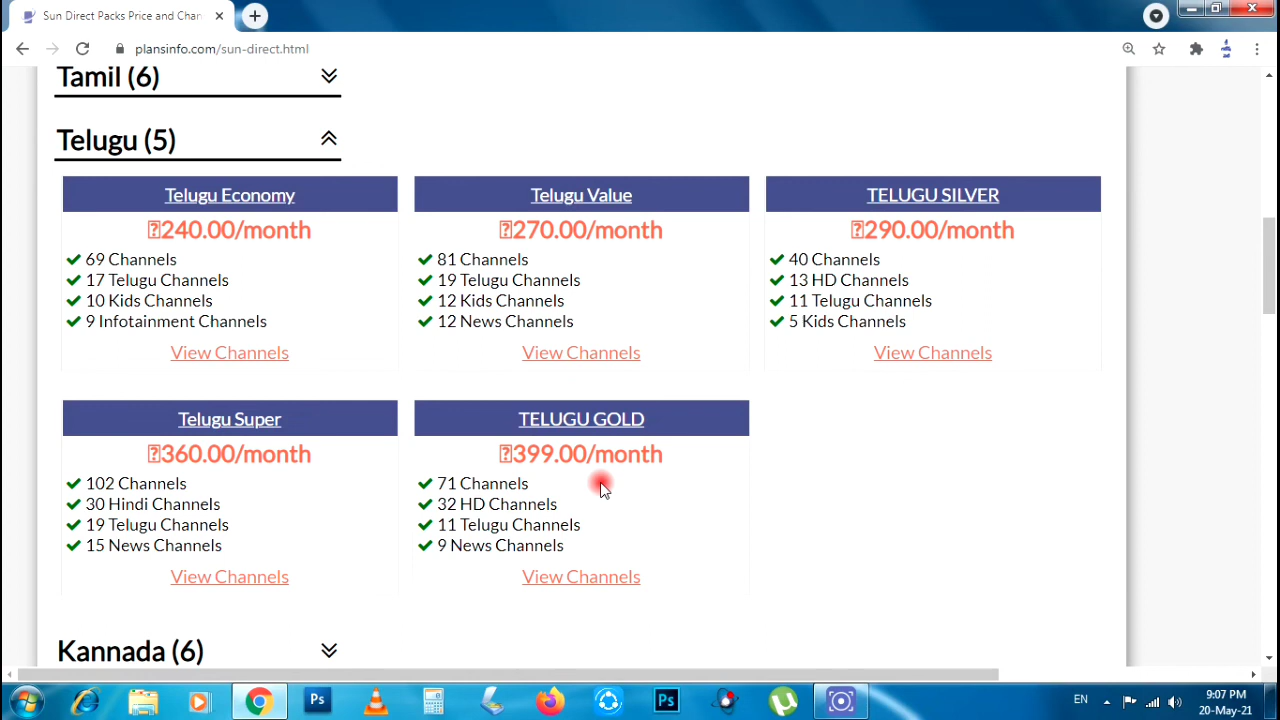 Sun Direct Packs Price and Chan
plansinfo.com/sun-direct.html
Tamil (6)
Telugu (5)
Telugu Economy
240.00/month
69 Channels
17 Telugu Channels
10 Kids Channels
9 Infotainment Channels
View Channels
Telugu Value
270.00/month
81 Channels
19 Telugu Channels
12 Kids Channels
12 News Channels
View Channels
TELUGU SILVER
290.00/month
40 Channels
13 HD Channels
11 Telugu Channels
5 Kids Channels
View Channels
Telugu Super
360.00/month
102 Channels
30 Hindi Channels
19 Telugu Channels
15 News Channels
View Channels
TELUGU GOLD
399.00/month
71 Channels
32 HD Channels
11 Telugu Channels
9 News Channels
View Channels
Kannada (6)
Ps
Ps
EN
9:07 PM
20-May-21